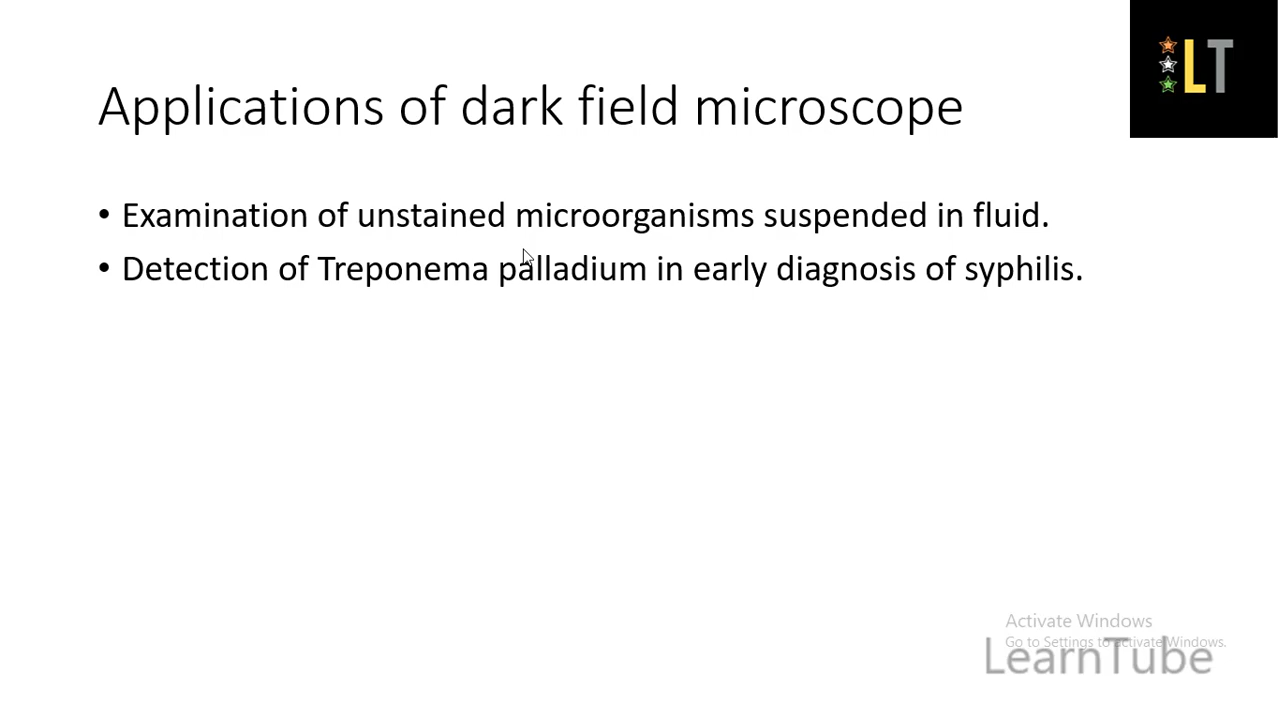 LT
Applications of dark field microscope
• Examination of unstained microorganisms suspended in fluid.
• Detection of Treponema palladium in early diagnosis of syphilis.
Activate Windows
Go to Settings to activate Windows.
LearnTube